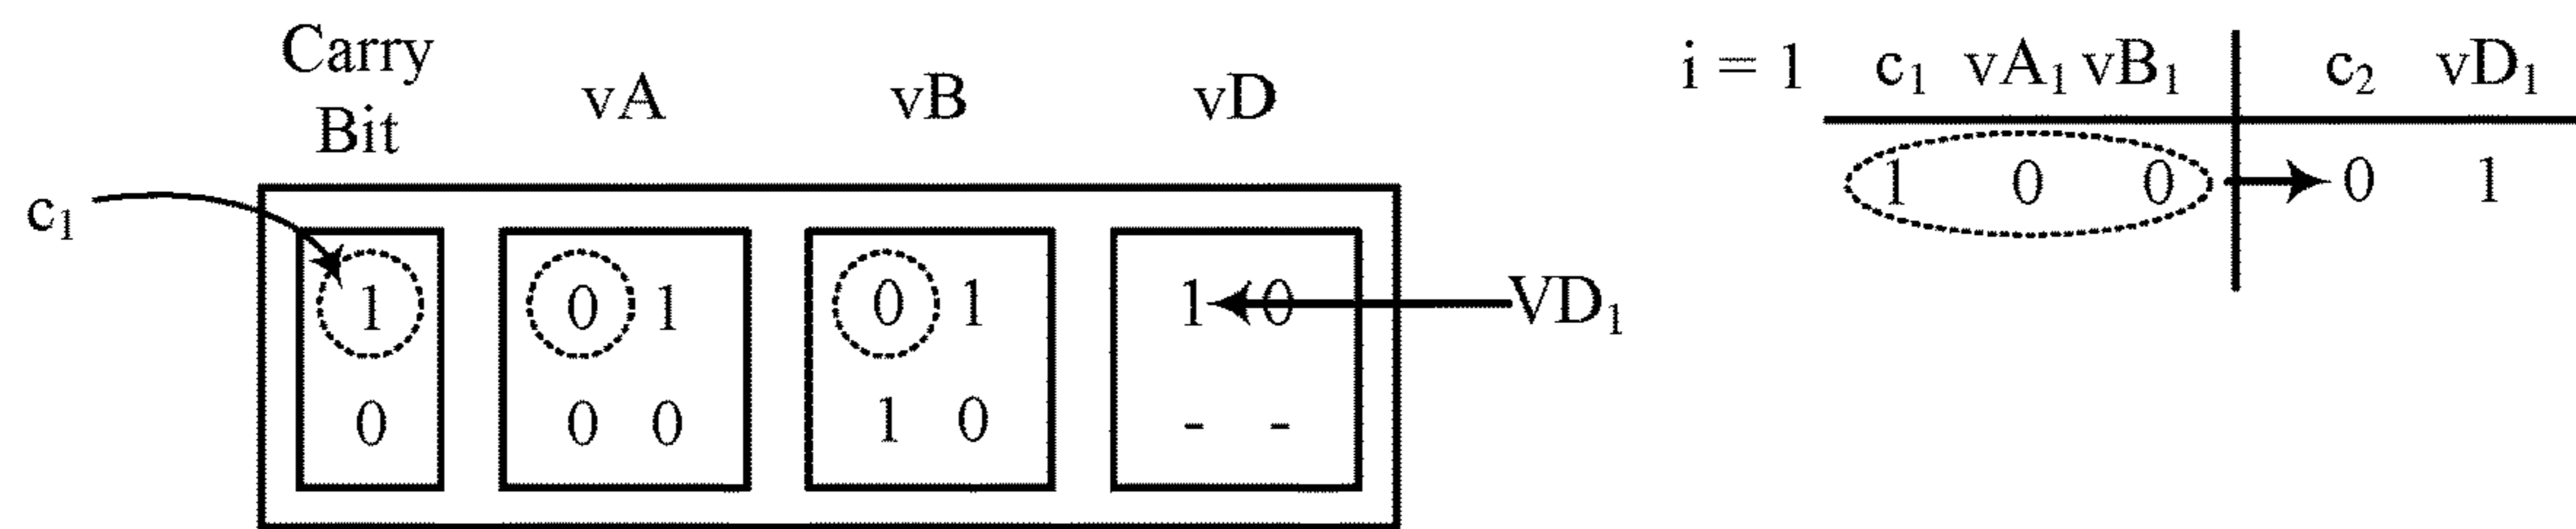 Carry Bit vA vB vD
c₁
1 0 1 0 1 1 0
0 0 0 1 0 - -
VD₁
i = 1 c₁ vA₁ vB₁ c₂ vD₁
1 0 0 0 1